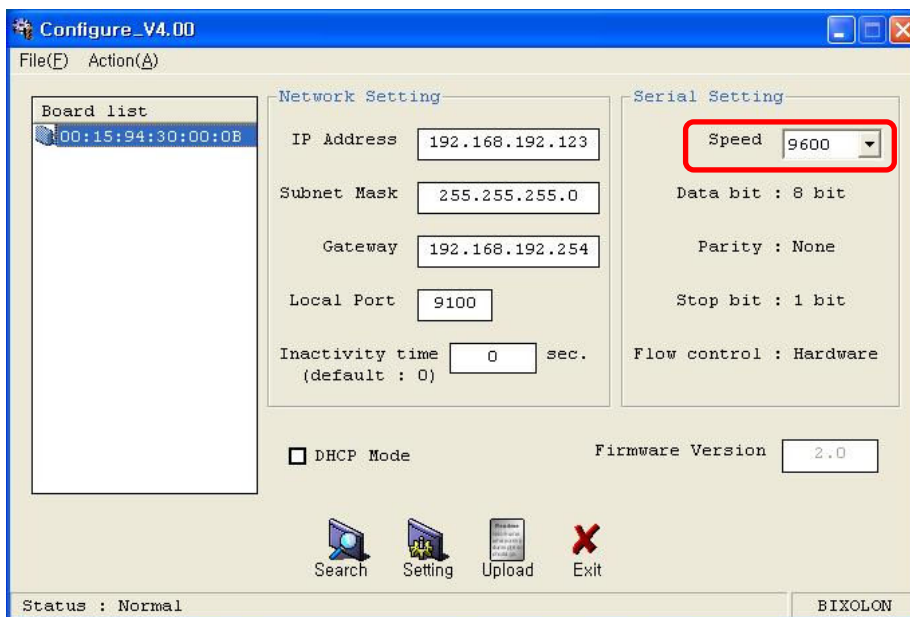 Configure_V4.00
File(F) Action(A)
Board list
00:15:94:30:00:0B
Network Setting
IP Address 192.168.192.123
Subnet Mask 255.255.255.0
Gateway 192.168.192.254
Local Port 9100
Inactivity time 0 sec.
(default : 0)
Serial Setting
Speed 9600
Data bit : 8 bit
Parity : None
Stop bit : 1 bit
Flow control : Hardware
DHCP Mode
Firmware Version 2.0
Search Setting Upload Exit
Status : Normal BIXOLON